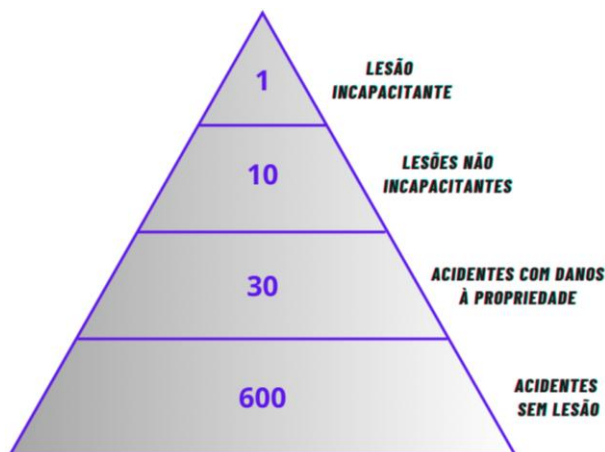 1
LESÃO
INCAPACITANTE
10
LESÕES NÃO
INCAPACITANTES
30
ACIDENTES COM DANOS
À PROPRIEDADE
600
ACIDENTES
SEM LESÃO